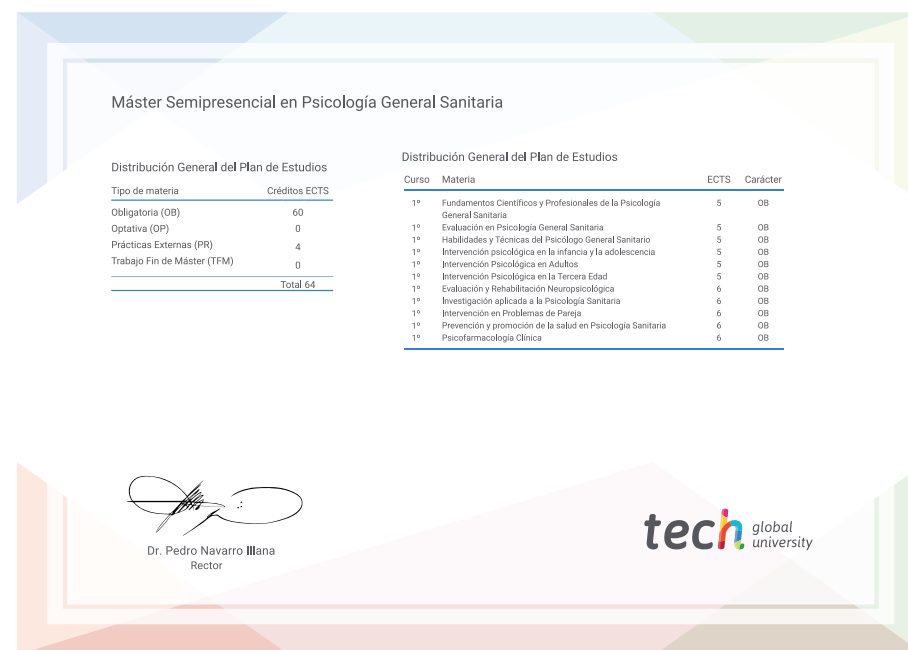 Máster Semipresencial en Psicología General Sanitaria
Distribución General del Plan de Estudios
Tipo de materia Créditos ECTS
Obligatoria (OB) 60
Optativa (OP) 0
Prácticas Externas (PR) 4
Trabajo Fin de Máster (TFM) 0
Total 64
Distribución General del Plan de Estudios
Curso Materia ECTS Carácter
1º Fundamentos Científicos y Profesionales de la Psicología 5 OB
General Sanitaria
1º Evaluación en Psicología General Sanitaria 5 OB
1º Habilidades y Técnicas del Psicólogo General Sanitario 5 OB
1º Intervención psicológica en la infancia y la adolescencia 5 OB
1º Intervención Psicológica en Adultos 5 OB
1º Intervención Psicológica en la Tercera Edad 5 OB
1º Evaluación y Rehabilitación Neuropsicológica 6 OB
1º Investigación aplicada a la Psicología Sanitaria 6 OB
1º Intervención en Problemas de Pareja 6 OB
1º Prevención y promoción de la salud en Psicología Sanitaria 6 OB
1º Psicofarmacología Clínica 6 OB
Dr. Pedro Navarro Illana
Rector
tech global
university